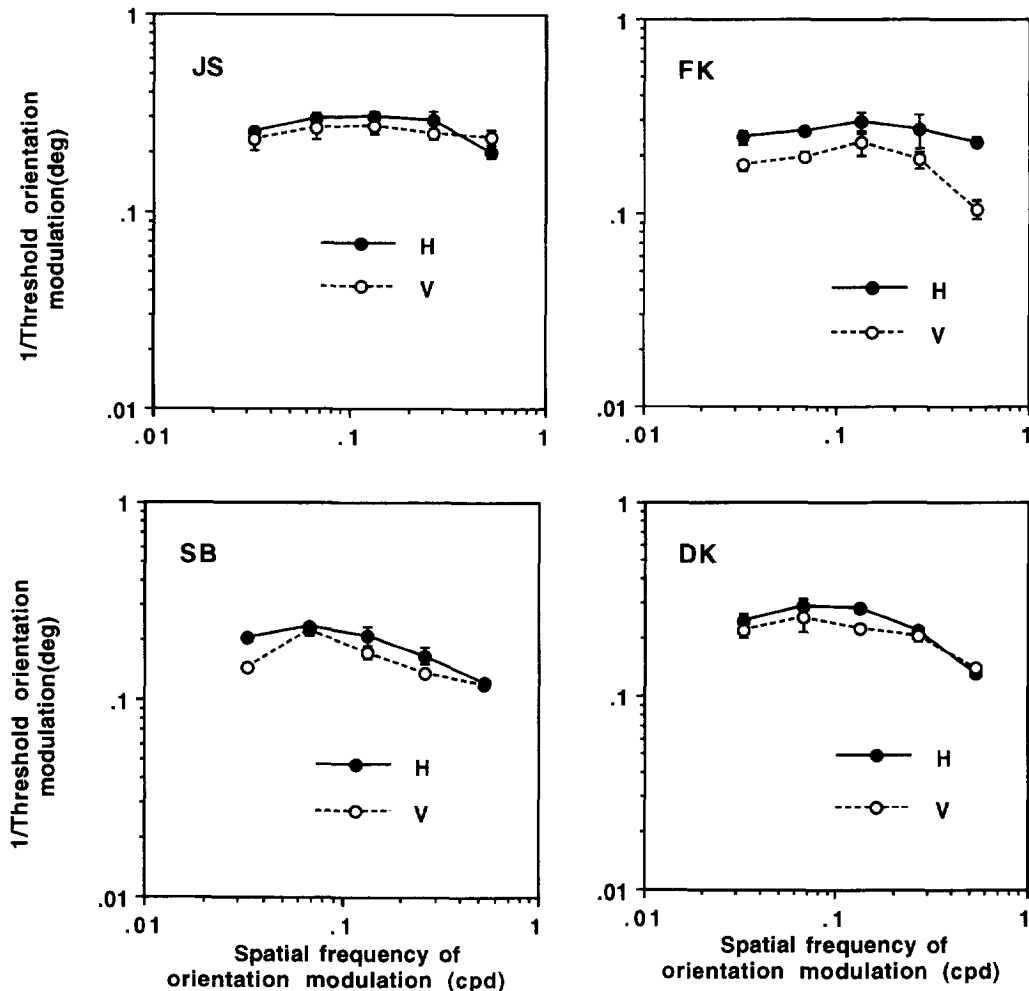 1/Threshold orientation
modulation(deg)
1
.1
.01
JS
H
V
.01
.1
1
1
.1
.01
FK
H
V
.01
.1
1
1/Threshold orientation
modulation(deg)
1
.1
.01
SB
H
V
.01
.1
1
Spatial frequency of
orientation modulation (cpd)
1
.1
.01
DK
H
V
.01
.1
1
Spatial frequency of
orientation modulation (cpd)